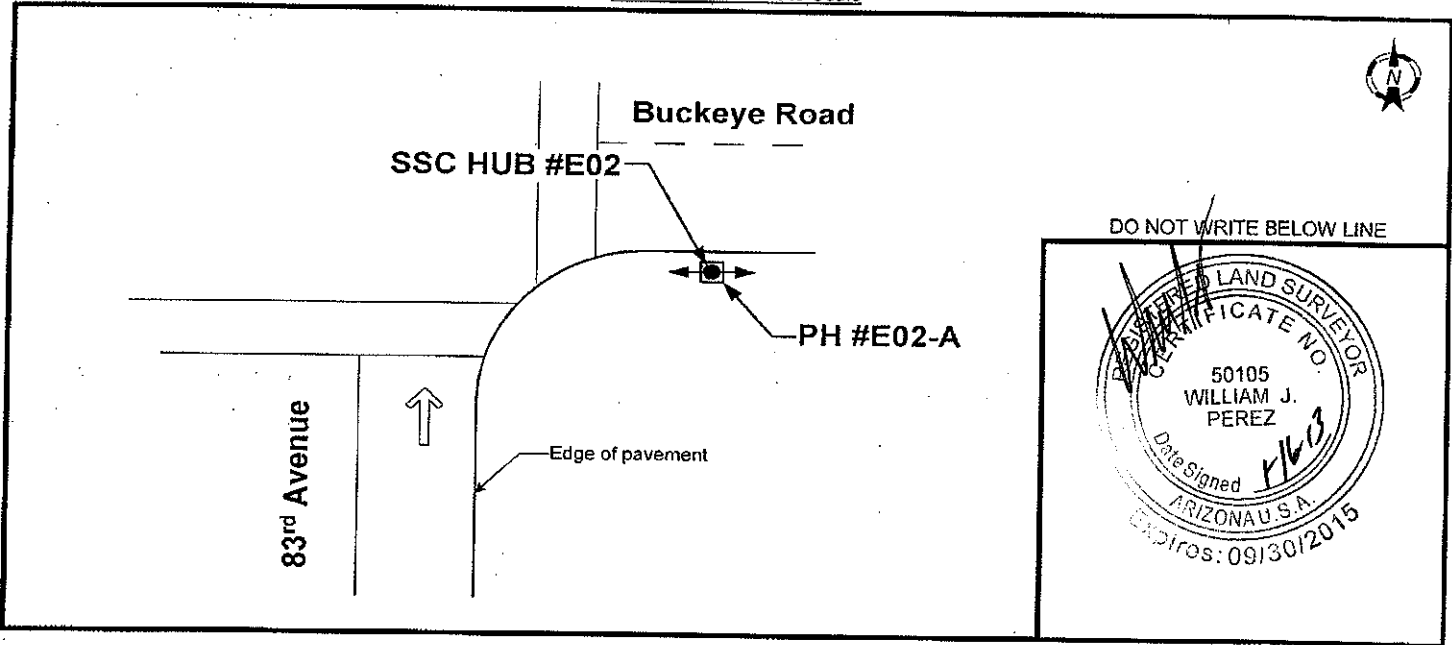 N
Buckeye Road
SSC HUB #E02
DO NOT WRITE BELOW LINE
PH #E02-A
83rd Avenue
Edge of pavement
REGISTERED LAND SURVEYOR
CERTIFICATE NO.
50105
WILLIAM J.
PEREZ
Date Signed
ARIZONA U.S.A.
Expires: 09/30/2015